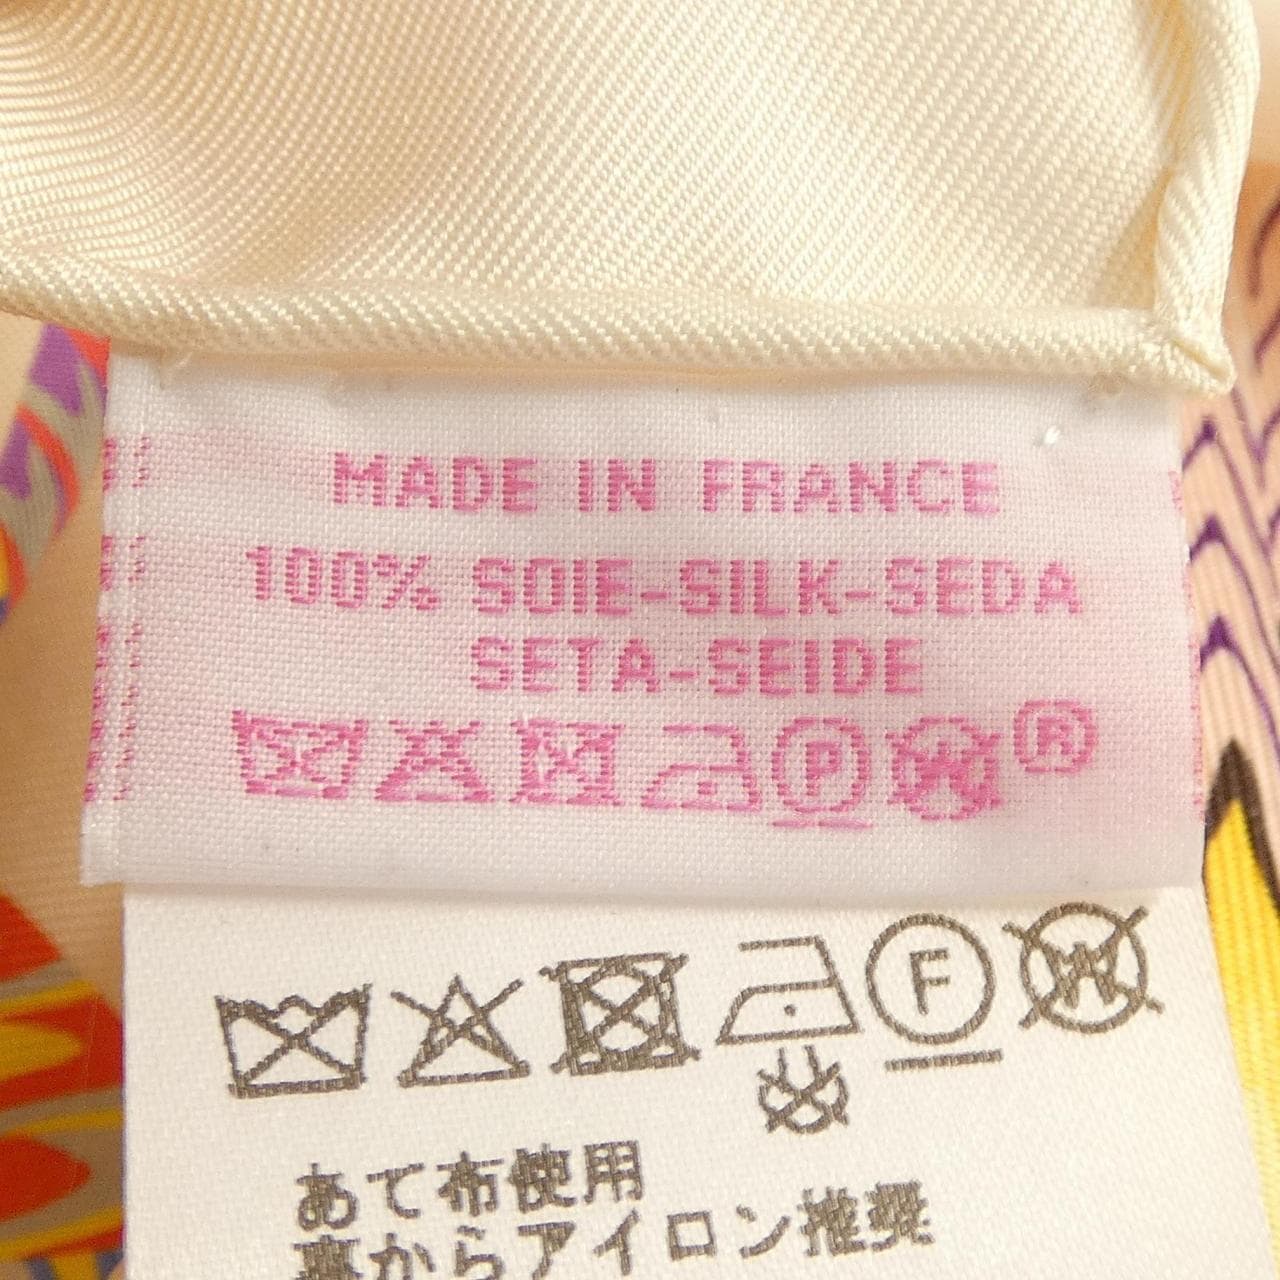 MADE IN FRANCE
100% SOIE-SILK-SEDA
SETA-SEIDE
P W ®
F W
あて布使用
裏からアイロン推奨